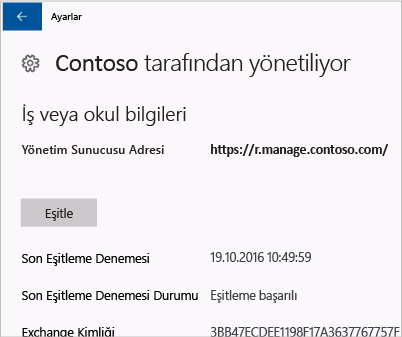 Ayarlar
Contoso tarafından yönetiliyor
İş veya okul bilgileri
Yönetim Sunucusu Adresi https://r.manage.contoso.com/
Eşitle
Son Eşitleme Denemesi 19.10.2016 10:49:59
Son Eşitleme Denemesi Durumu Eşitleme başarılı
Exchange Kimliği 3BB47ECDEE1198F17A3637767757F